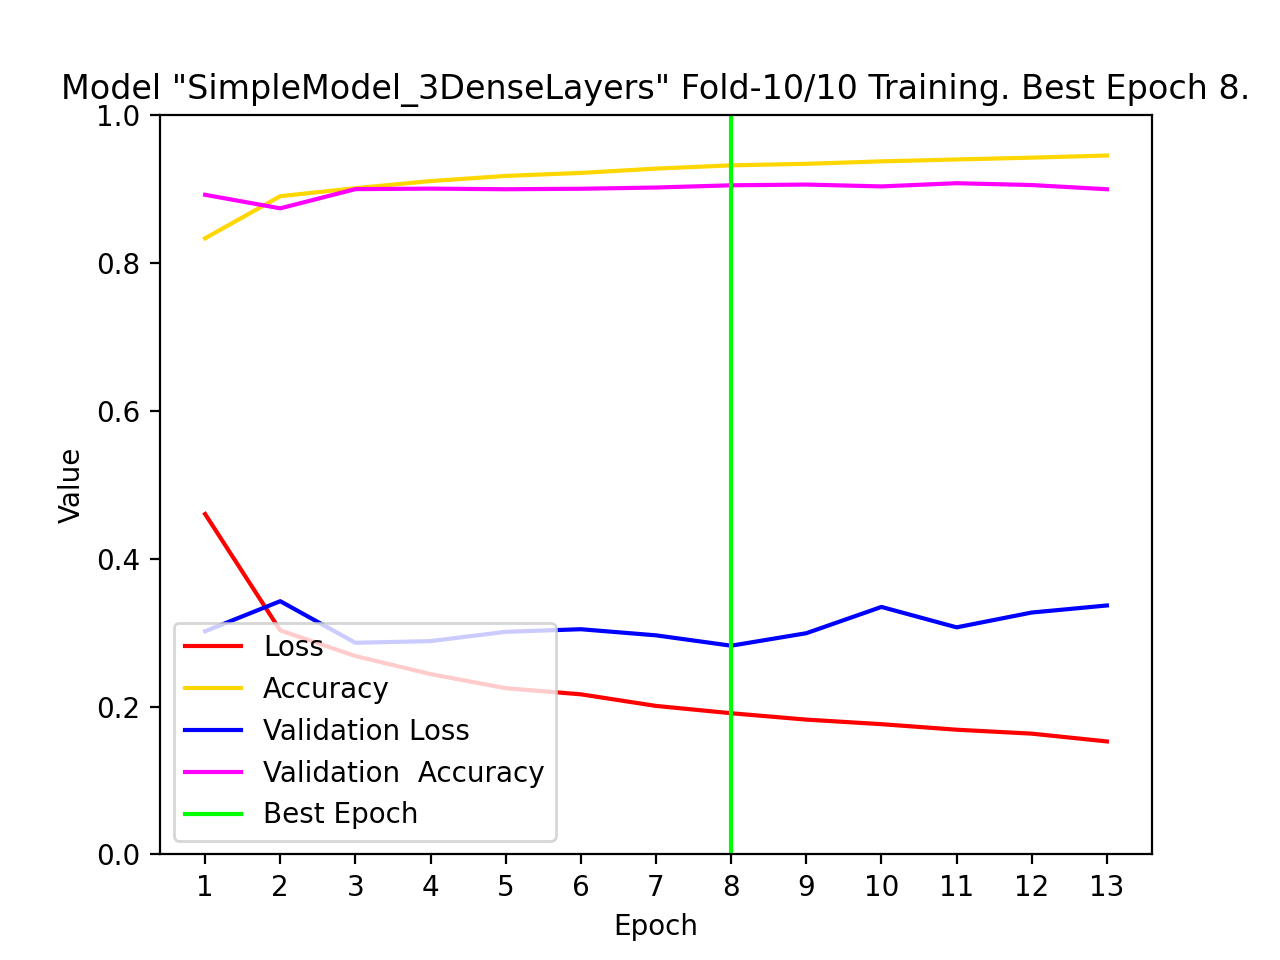 Model "SimpleModel_3DenseLayers" Fold-10/10 Training. Best Epoch 8.
1.0
0.8
0.6
0.4
0.2
0.0
Value
Loss
Accuracy
Validation Loss
Validation  Accuracy
Best Epoch
1 2 3 4 5 6 7 8 9 10 11 12 13
Epoch